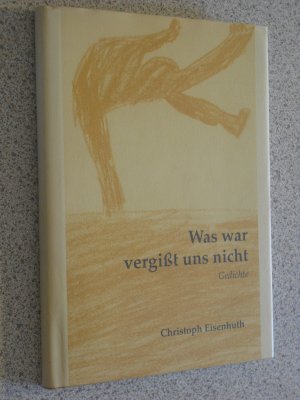 Was war
vergißt uns nicht
Gedichte
Christoph Eisenhuth